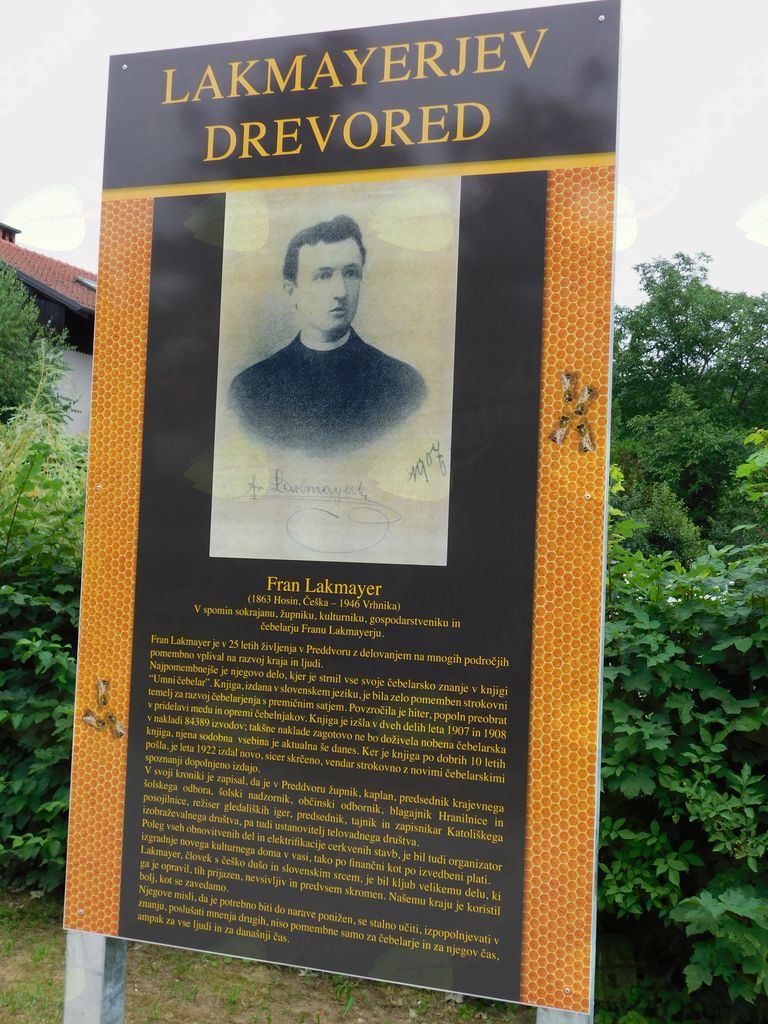 LAKMAYERJEV
DREVORED
F. Lakmayer
1907
Fran Lakmayer
(1863 Hosin, Češka – 1946 Vrhnika)
V spomin sokrajanu, župniku, kulturniku, gospodarstveniku in
čebelarju Franu Lakmayerju.
Fran Lakmayer je v 25 letih življenja v Preddvoru z delovanjem na mnogih področjih
pomembno vplival na razvoj kraja in ljudi.
Najpomembnejše je njegovo delo, kjer je strnil vse svoje čebelarsko znanje v knjigi
“Umni čebelar”. Knjiga, izdana v slovenskem jeziku, je bila zelo pomemben strokovni
temelj za razvoj čebelarjenja s premičnim satjem. Povzročila je hiter, popoln preobrat
v pridelavi medu in opremi čebelnjakov. Knjiga je izšla v dveh delih leta 1907 in 1908
v nakladi 84389 izvodov; takšne naklade zagotovo ne bo doživela nobena čebelarska
knjiga, njena sodobna vsebina je aktualna še danes. Ker je knjiga po dobrih 10 letih
pošla, je leta 1922 izdal novo, sicer skrčeno, vendar strokovno z novimi čebelarskimi
spoznanji dopolnjeno izdajo.
V svoji kroniki je zapisal, da je v Preddvoru župnik, kaplan, predsednik krajevnega
šolskega odbora, šolski nadzornik, občinski odbornik, blagajnik Hranilnice in
posojilnice, režiser gledaliških iger, predsednik, tajnik in zapisnikar Katoliškega
izobraževalnega društva, pa tudi ustanovitelj telovadnega društva.
Poleg vseh obnovitvenih del in elektrifikacije cerkvenih stavb, je bil tudi organizator
izgradnje novega kulturnega doma v vasi, tako po finančni kot po izvedbeni plati.
Lakmayer, človek s češko dušo in slovenskim srcem, je bil kljub velikemu delu, ki
ga je opravil, tih prijazen, nevsiljiv in predvsem skromen. Našemu kraju je koristil
bolj, kot se zavedamo.
Njegove misli, da je potrebno biti do narave ponižen, se stalno učiti, izpopolnjevati v
znanju, poslušati mnenja drugih, niso pomembne samo za čebelarje in za njegov čas,
ampak za vse ljudi in za današnji čas.